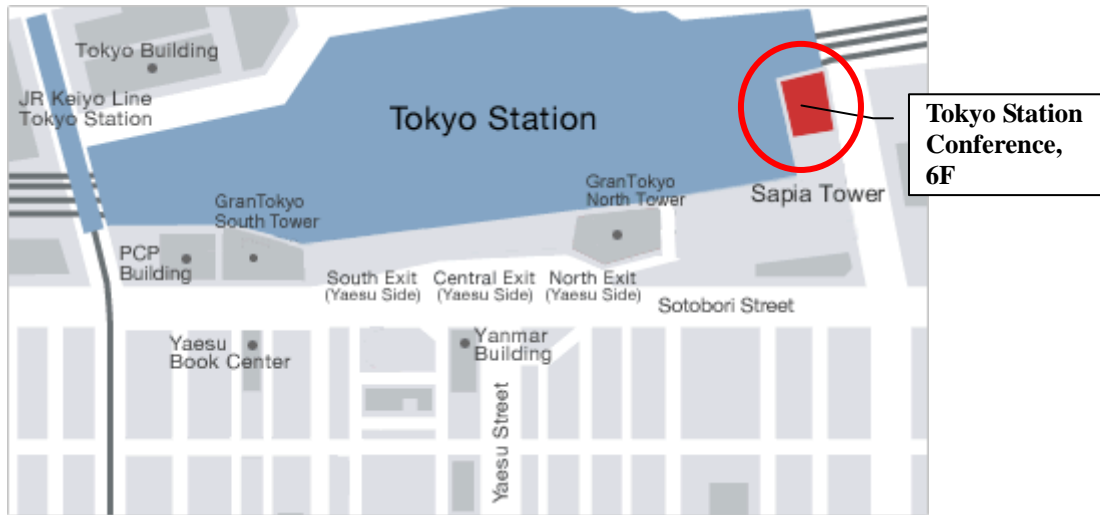 Tokyo Building
JR Keiyo Line
Tokyo Station
Tokyo Station
Tokyo Station
Conference,
6F
GranTokyo
South Tower
GranTokyo
North Tower
Sapia Tower
PCP
Building
South Exit
(Yaesu Side)
Central Exit
(Yaesu Side)
North Exit
(Yaesu Side)
Sotobori Street
Yaesu
Book Center
Yanmar
Building
Yaesu Street